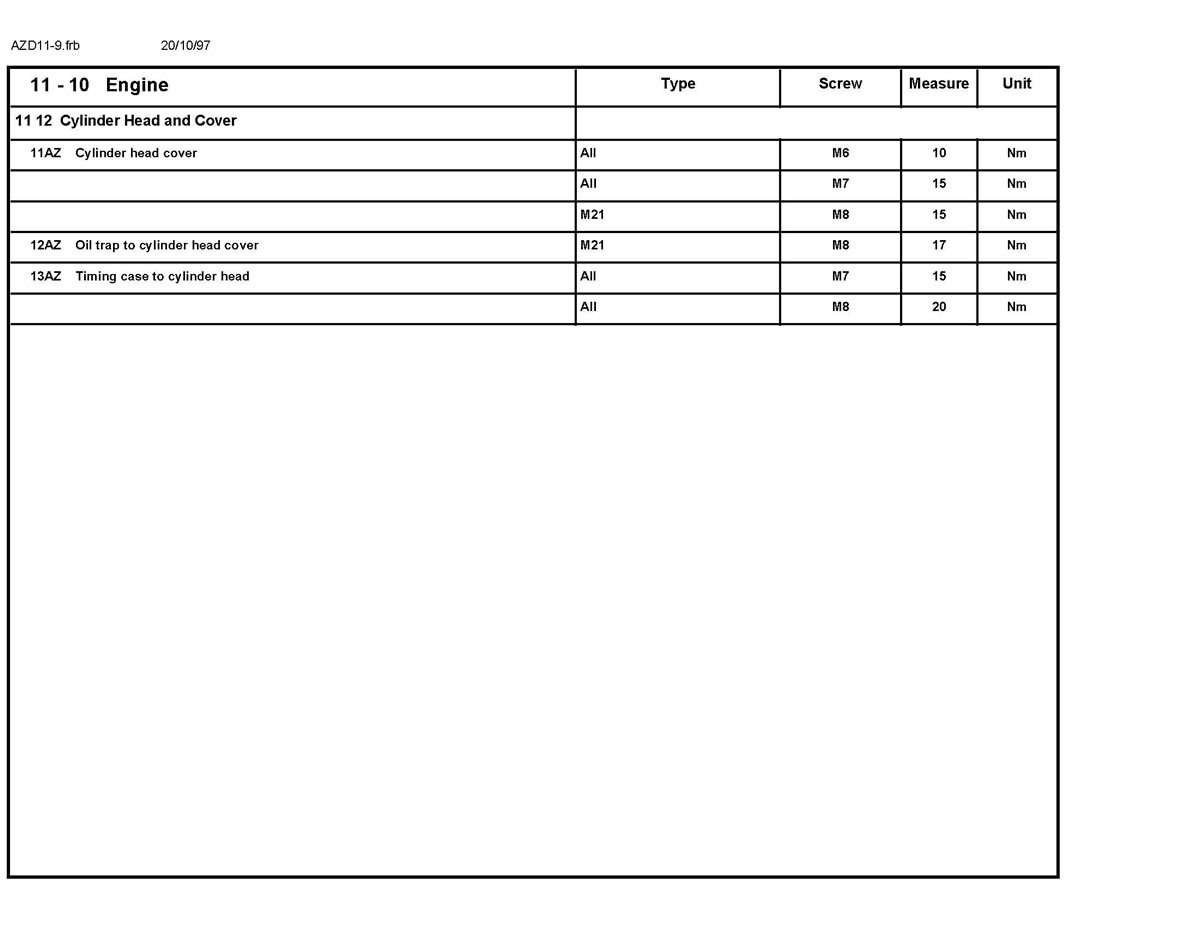 AZD11-9.frb 20/10/97
11 - 10 Engine Type Screw Measure Unit
11 12 Cylinder Head and Cover
11AZ Cylinder head cover All M6 10 Nm
All M7 15 Nm
M21 M8 15 Nm
12AZ Oil trap to cylinder head cover M21 M8 17 Nm
13AZ Timing case to cylinder head All M7 15 Nm
All M8 20 Nm